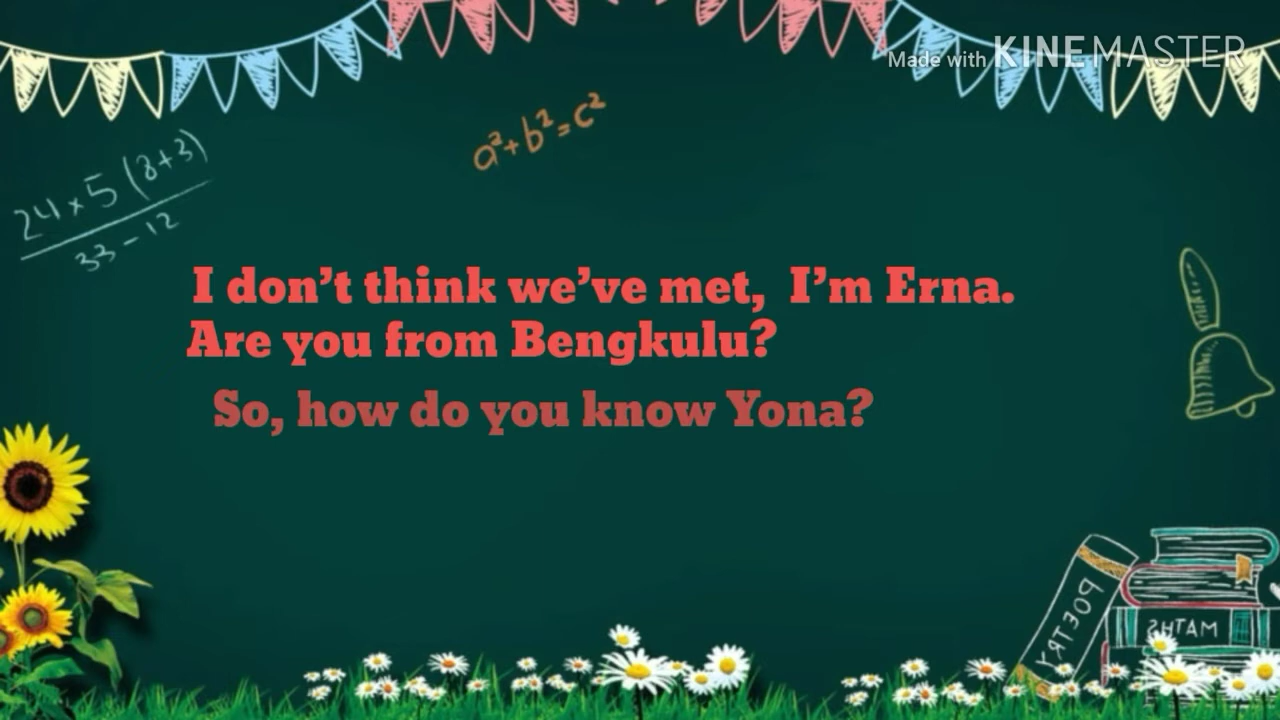 Made with KINEMASTER
a²+b²=c²
24×5(8+3)
33-12
I don’t think we’ve met, I’m Erna.
Are you from Bengkulu?
So, how do you know Yona?
POETRY
MATHS